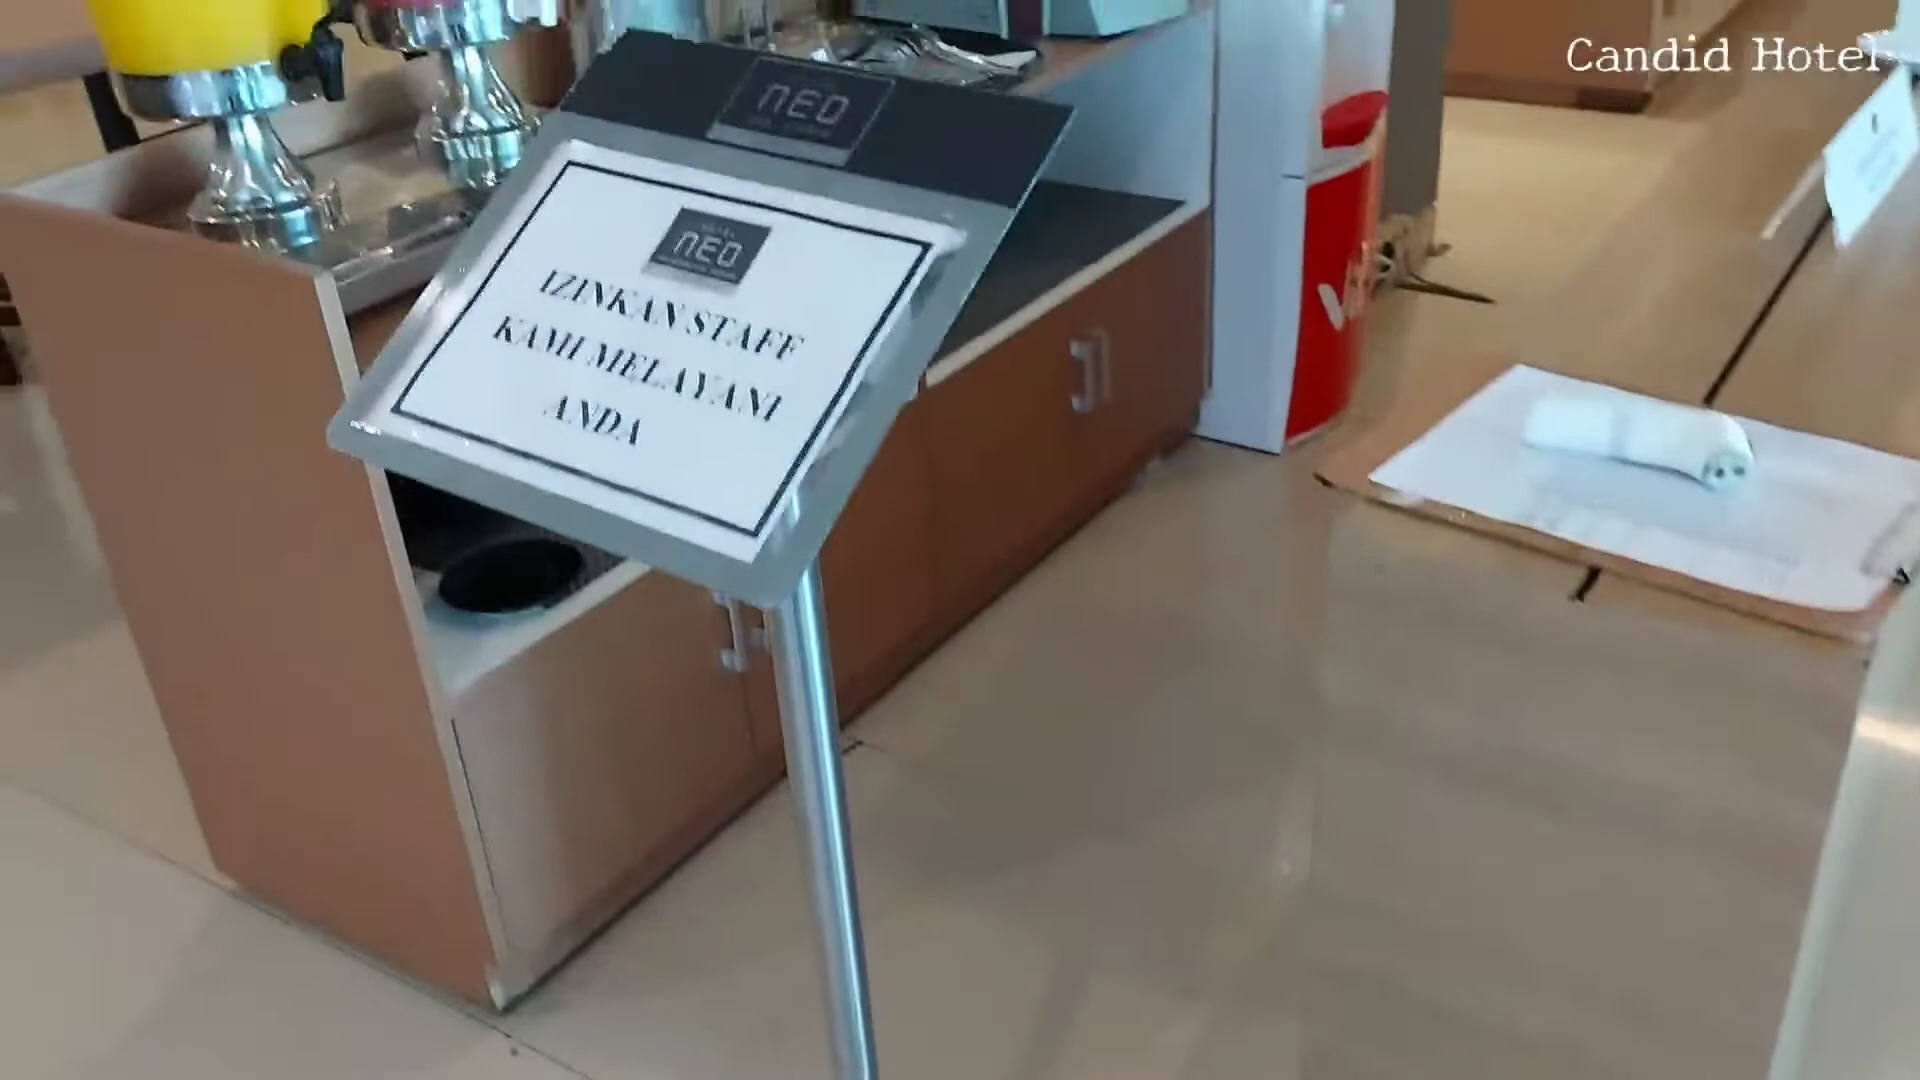 Candid Hotel
neo
neo
IZINKAN STAFF
KAMI MELAYANI
ANDA